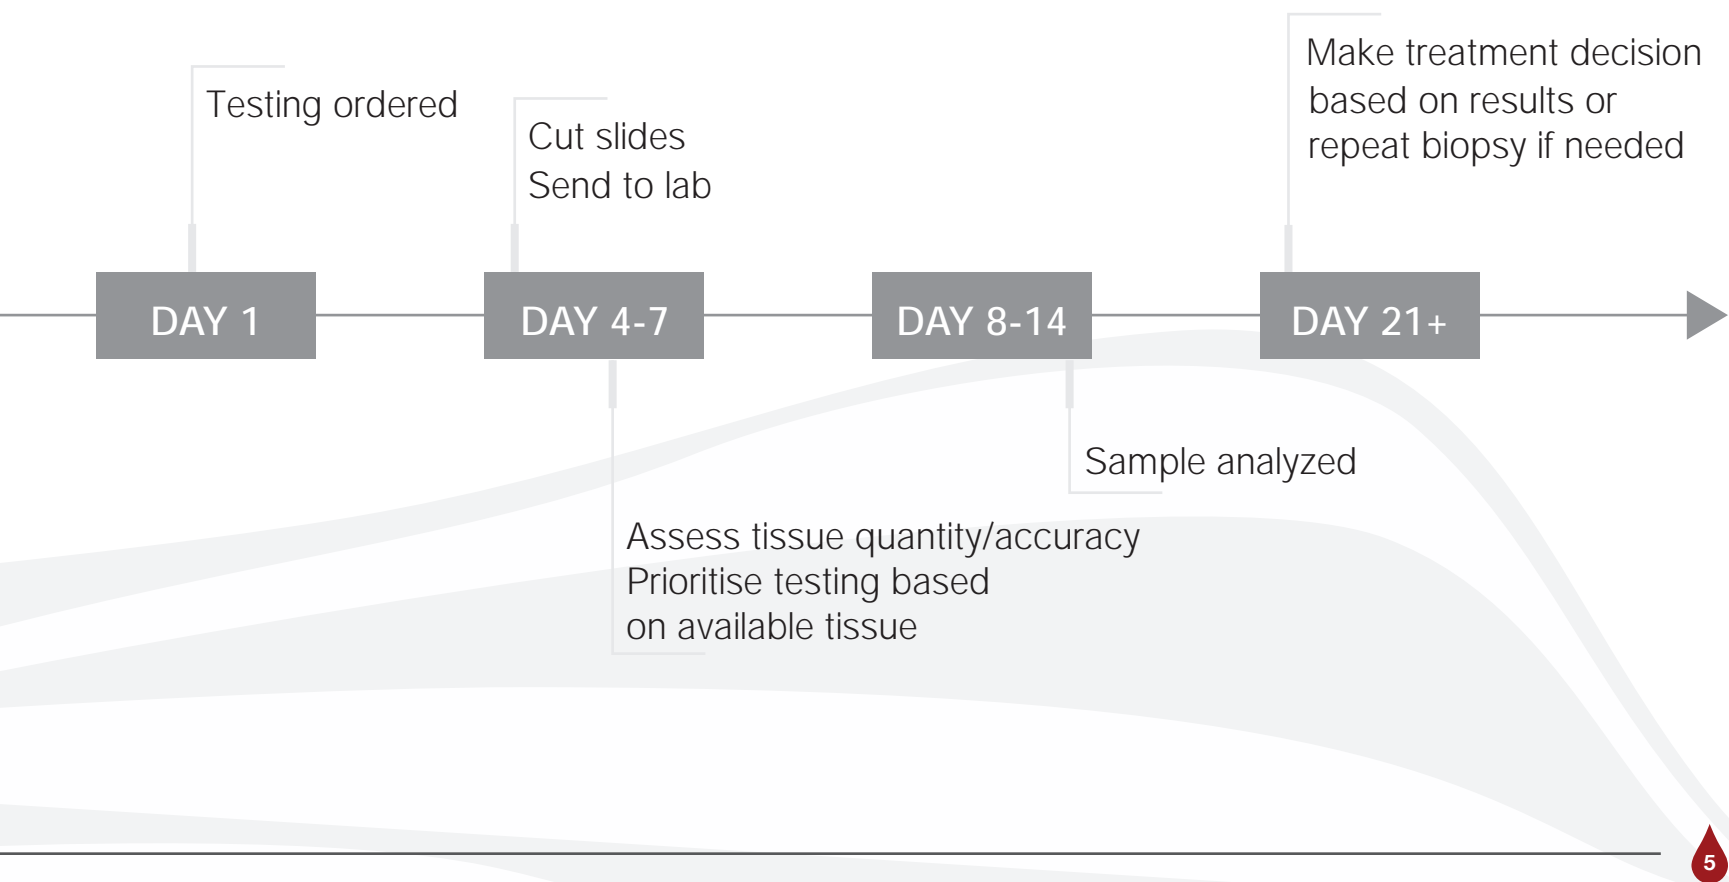 Make treatment decision
based on results or
repeat biopsy if needed
Testing ordered
Cut slides
Send to lab
DAY 1
DAY 4-7
DAY 8-14
DAY 21+
Sample analyzed
Assess tissue quantity/accuracy
Prioritise testing based
on available tissue
5